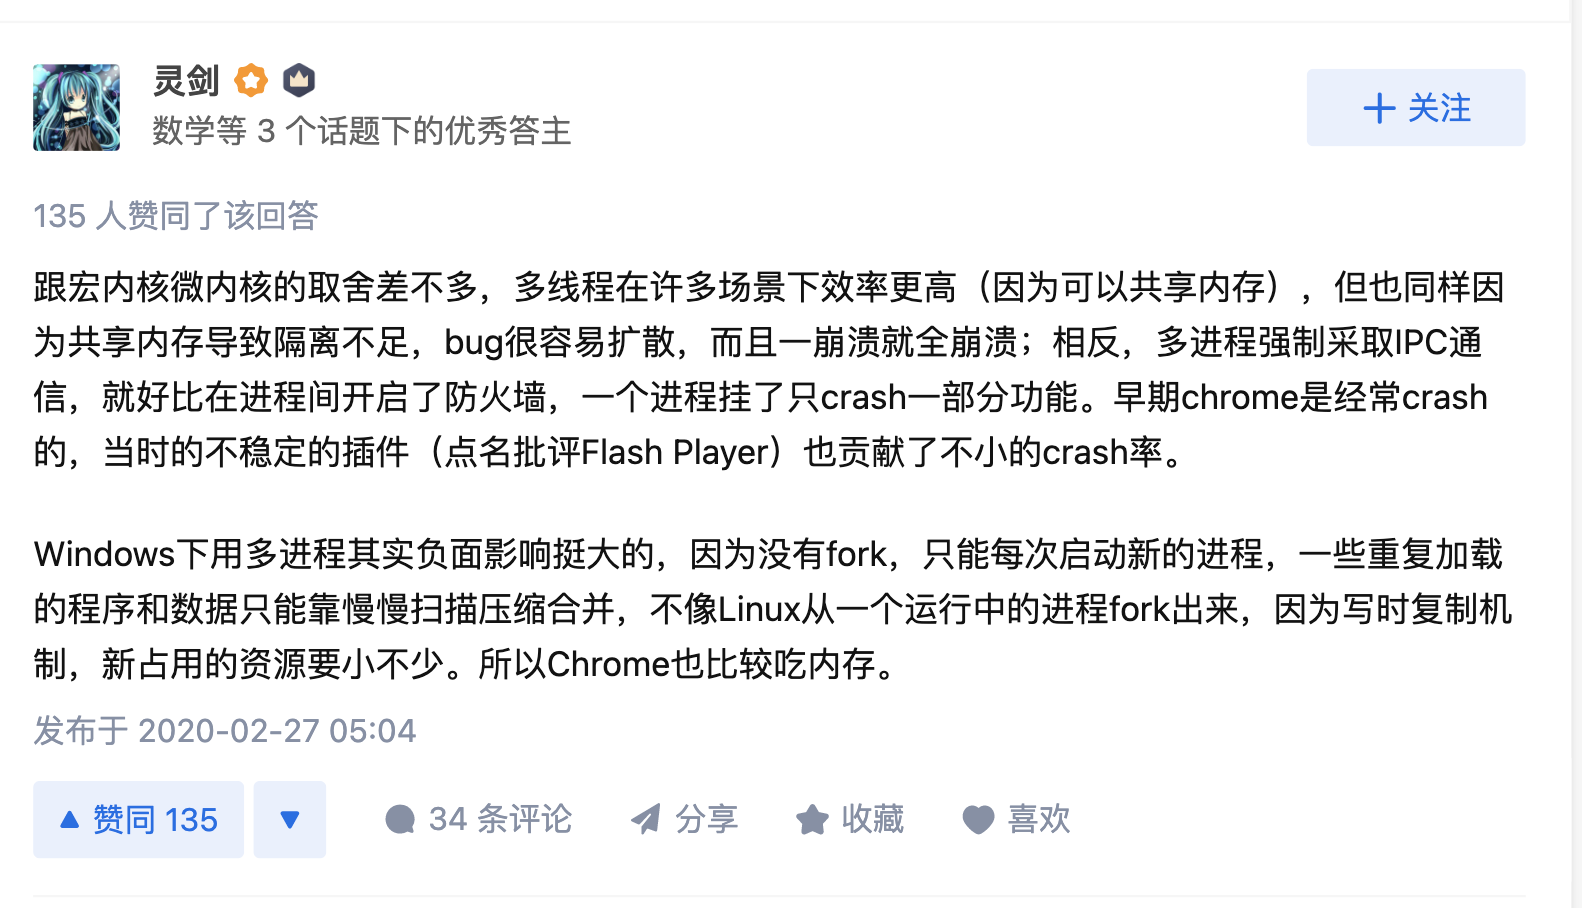 灵剑
数学等 3 个话题下的优秀答主
关注
135 人赞同了该回答
跟宏内核微内核的取舍差不多，多线程在许多场景下效率更高（因为可以共享内存），但也同样因
为共享内存导致隔离不足，bug很容易扩散，而且一崩溃就全崩溃；相反，多进程强制采取IPC通
信，就好比在进程间开启了防火墙，一个进程挂了只crash一部分功能。早期chrome是经常crash
的，当时的不稳定的插件（点名批评Flash Player）也贡献了不小的crash率。
Windows下用多进程其实负面影响挺大的，因为没有fork，只能每次启动新的进程，一些重复加载
的程序和数据只能靠慢慢扫描压缩合并，不像Linux从一个运行中的进程fork出来，因为写时复制机
制，新占用的资源要小不少。所以Chrome也比较吃内存。
发布于 2020-02-27 05:04
赞同 135
34 条评论
分享
收藏
喜欢